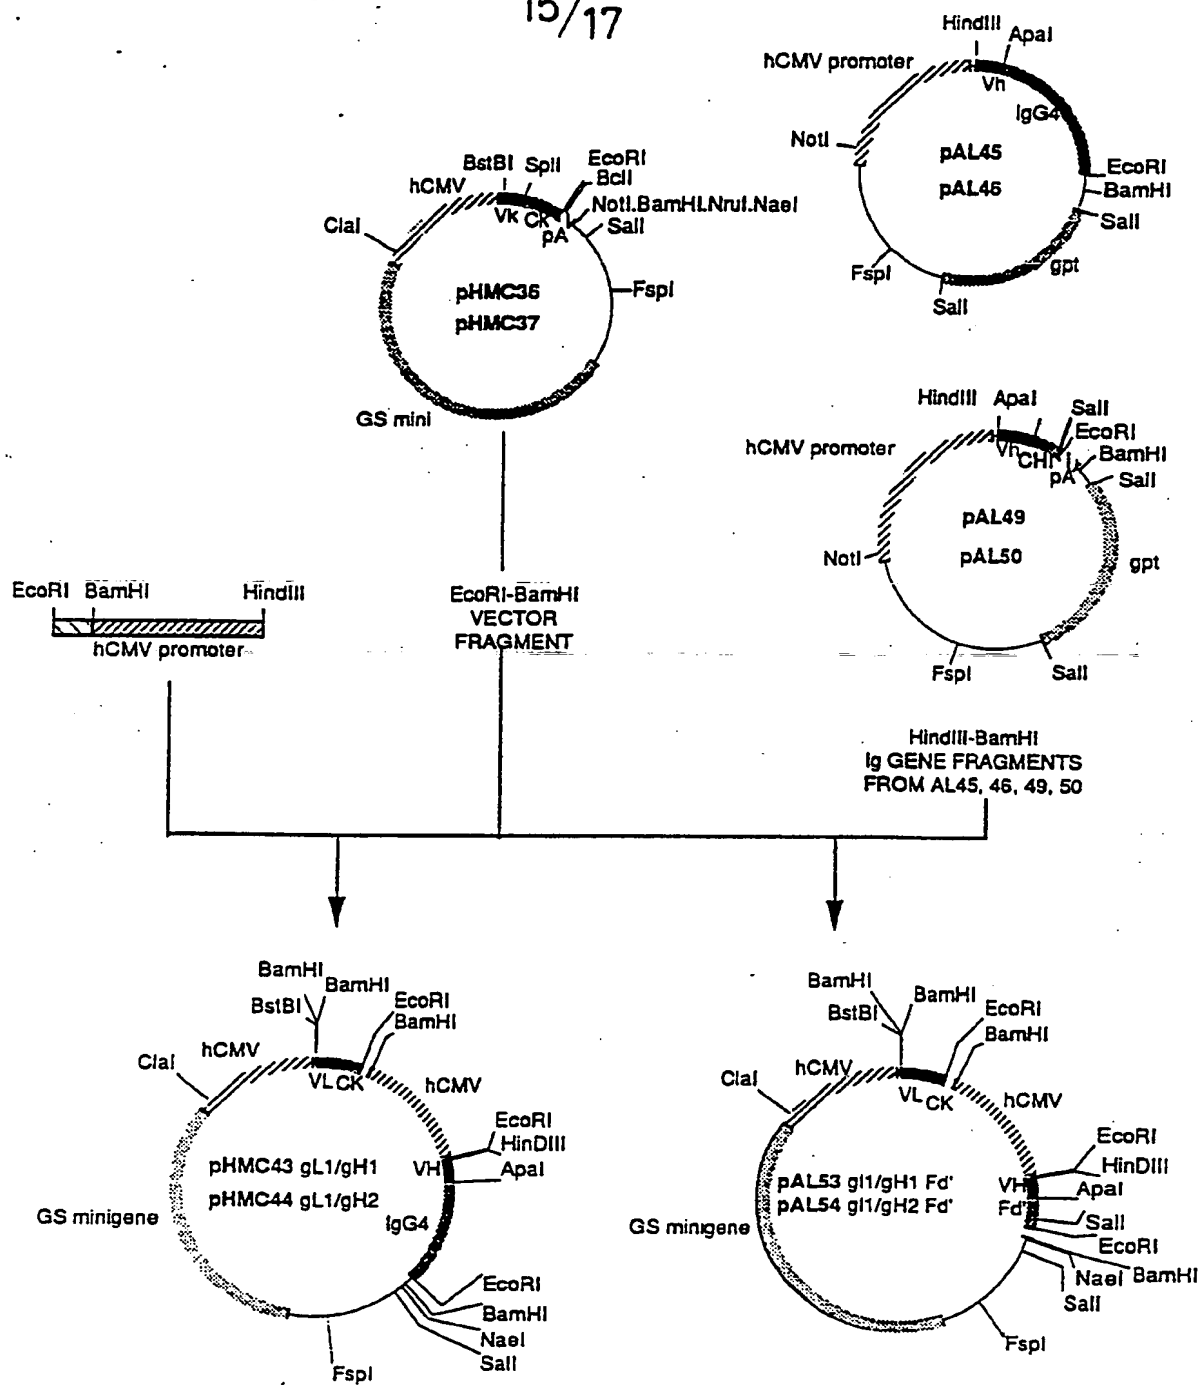 15/17
HindIII
ApaI
hCMV promoter
Vh
IgG4
NotI
pAL45
pAL46
EcoRI
BamHI
SalI
gpt
FspI
SalI
BstBI
SplI
EcoRI
BclI
hCMV
NotI.BamHI.NruI.NaeI
Vk
Ck
pA
SalI
ClaI
pHMC36
pHMC37
FspI
GS mini
HindIII
ApaI
SalI
EcoRI
hCMV promoter
Vh
CHI
pA
BamHI
SalI
pAL49
pAL50
NotI
gpt
FspI
SalI
EcoRI
BamHI
HindIII
hCMV promoter
EcoRI-BamHI
VECTOR
FRAGMENT
HindIII-BamHI
Ig GENE FRAGMENTS
FROM AL45, 46, 49, 50
BamHI
BamHI
BstBI
EcoRI
BamHI
ClaI
hCMV
VL
CK
hCMV
EcoRI
HinDIII
VH
ApaI
pHMC43 gL1/gH1
pHMC44 gL1/gH2
IgG4
GS minigene
EcoRI
BamHI
NaeI
SalI
FspI
BamHI
BamHI
BstBI
EcoRI
BamHI
ClaI
hCMV
VL
CK
hCMV
EcoRI
HinDIII
VH
ApaI
pAL53 gl1/gH1 Fd'
pAL54 gl1/gH2 Fd'
Fd'
SalI
GS minigene
EcoRI
BamHI
NaeI
SalI
FspI